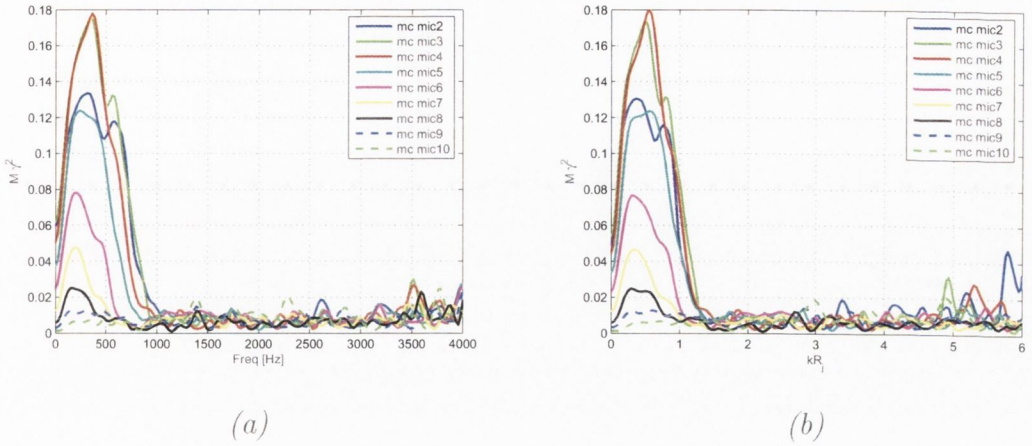 0.18
0.16
0.14
0.12
0.1
0.08
0.06
0.04
0.02
0
M γ²
0 500 1000 1500 2000 2500 3000 3500 4000
Freq [Hz]
mc mic2
mc mic3
mc mic4
mc mic5
mc mic6
mc mic7
mc mic8
mc mic9
mc mic10
(a)
0.18
0.16
0.14
0.12
0.1
0.08
0.06
0.04
0.02
0
M γ²
0 1 2 3 4 5 6
kRj
mc mic2
mc mic3
mc mic4
mc mic5
mc mic6
mc mic7
mc mic8
mc mic9
mc mic10
(b)